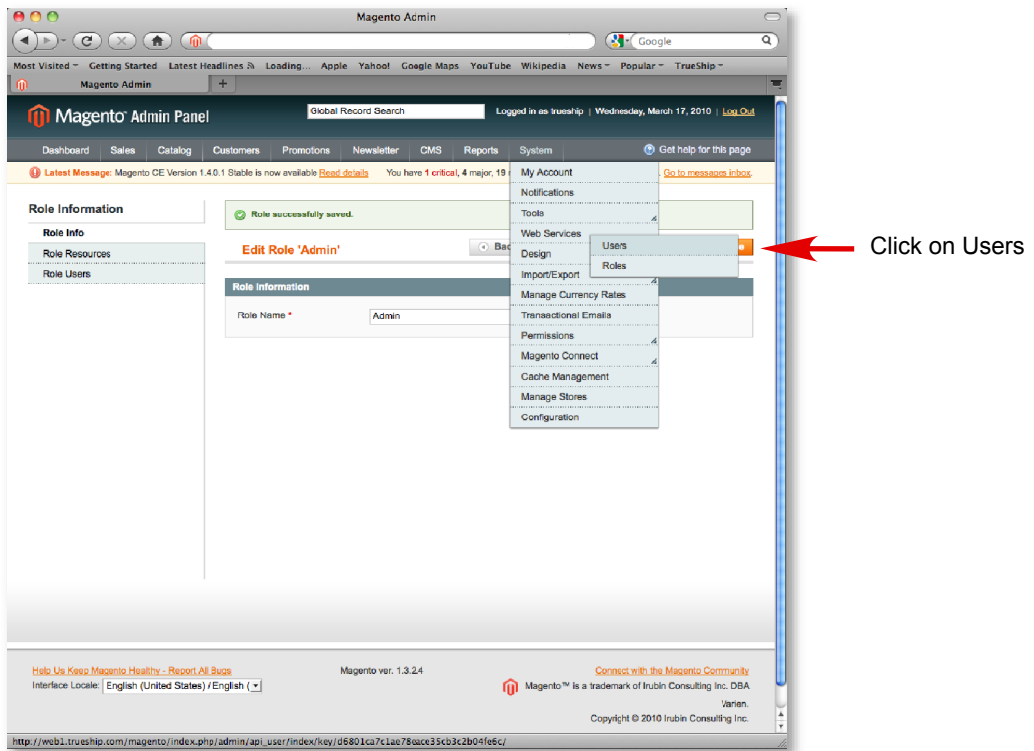 Magento Admin
Google
Most Visited Getting Started Latest Headlines Loading... Apple Yahoo! Google Maps YouTube Wikipedia News Popular TrueShip
Magento Admin +
Magento Admin Panel
Global Record Search
Logged in as trueship | Wednesday, March 17, 2010 | Log Out
Dashboard Sales Catalog Customers Promotions Newsletter CMS Reports System Get help for this page
Latest Message: Magento CE Version 1.4.0.1 Stable is now available Read details You have 1 critical, 4 major, 19 . Go to messages inbox.
My Account
Notifications
Tools
Web Services
Design
Import/Export
Manage Currency Rates
Transactional Emails
Permissions
Magento Connect
Cache Management
Manage Stores
Configuration
Users
Roles
Click on Users
Role Information
Role Info
Role Resources
Role Users
Role successfully saved.
Edit Role 'Admin'
Role Information
Role Name * Admin
Help Us Keep Magento Healthy - Report All Bugs
Interface Locale: English (United States) / English (
Magento ver. 1.3.2.4
Connect with the Magento Community
Magento™ is a trademark of Irubin Consulting Inc. DBA
Varien.
Copyright © 2010 Irubin Consulting Inc.
http://web1.trueship.com/magento/index.php/admin/api_user/index/key/d6801ca7c1ae78eace35cb3c2b04fe6c/